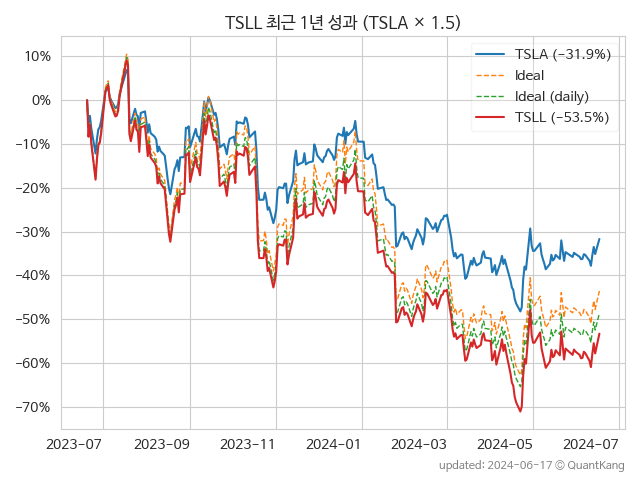 TSLL 최근 1년 성과 (TSLA × 1.5)
TSLA (−31.9%)
Ideal
Ideal (daily)
TSLL (−53.5%)
10%
0%
−10%
−20%
−30%
−40%
−50%
−60%
−70%
2023-07
2023-09
2023-11
2024-01
2024-03
2024-05
2024-07
updated: 2024-06-17 © QuantKang